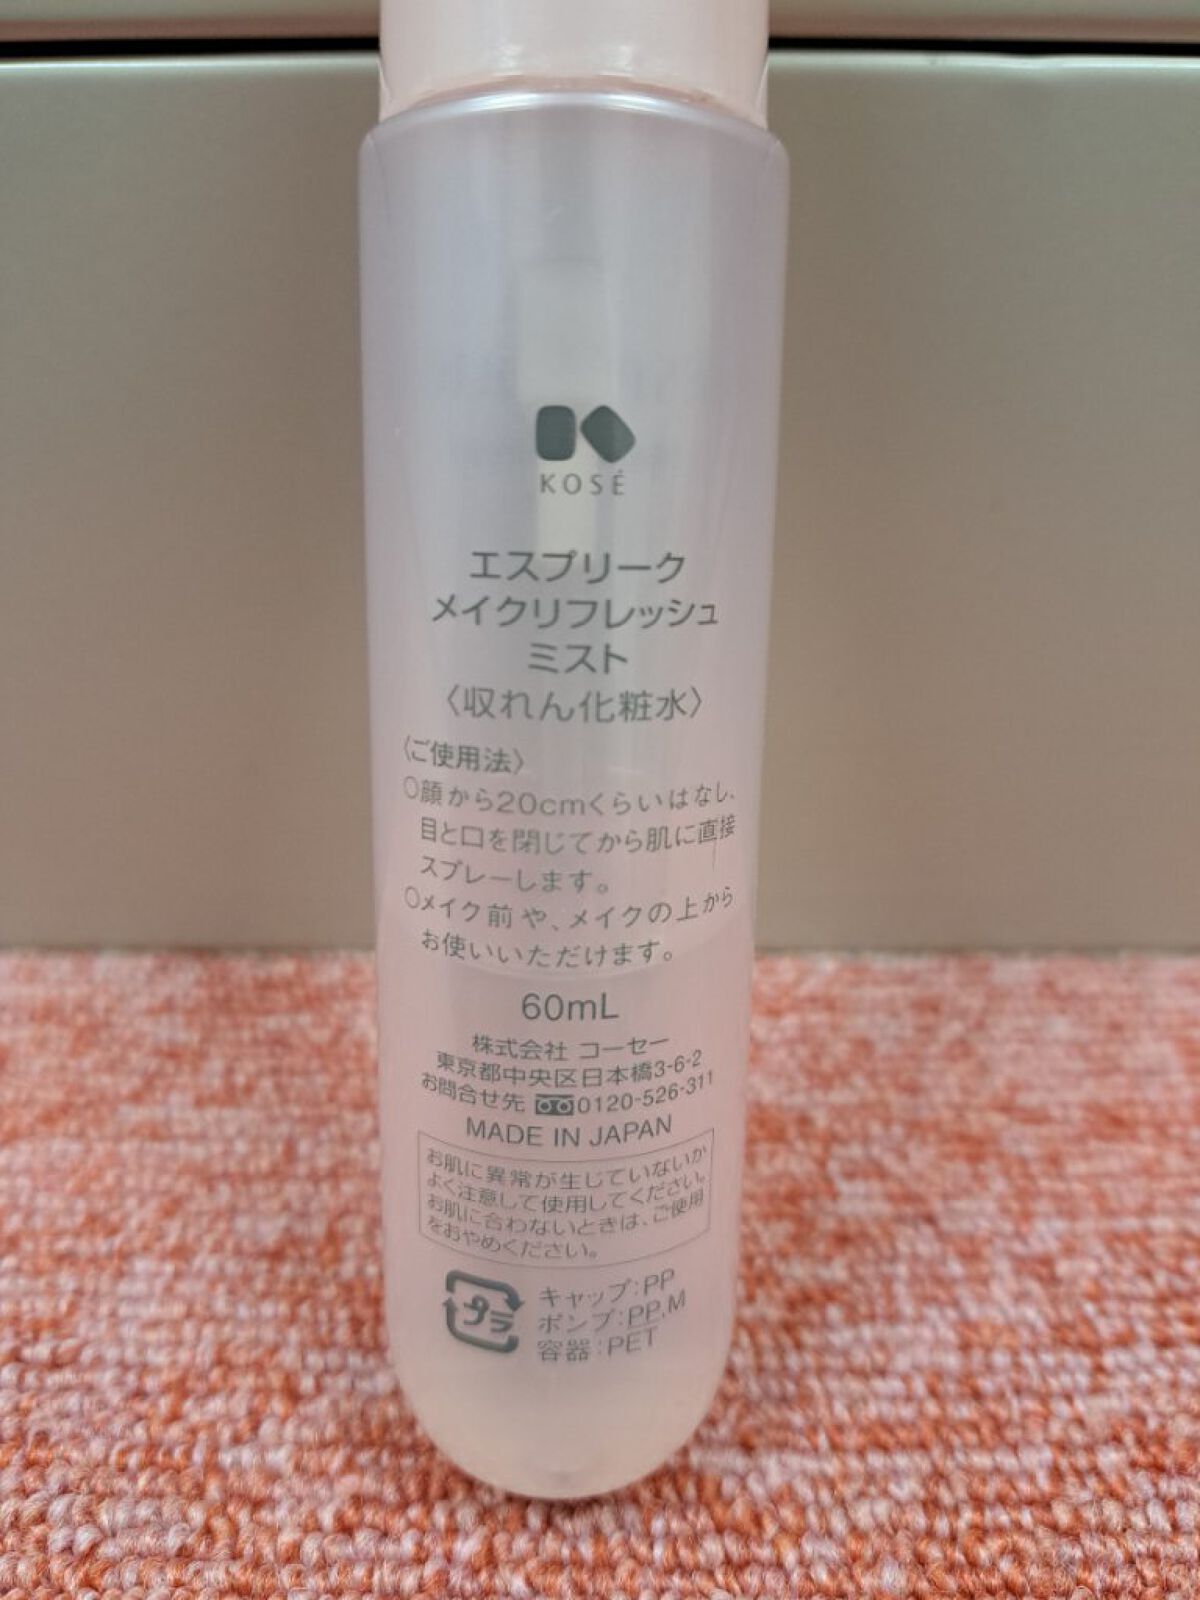 KOSÉ
エスプリーク
メイクリフレッシュ
ミスト
〈収れん化粧水〉
〈ご使用法〉
○顔から20cmくらいはなし、
目と口を閉じてから肌に直接
スプレーします。
○メイク前や、メイクの上から
お使いいただけます。
60mL
株式会社 コーセー
東京都中央区日本橋3-6-2
お問合せ先 0120-526-311
MADE IN JAPAN
お肌に異常が生じていないか
よく注意して使用してください。
お肌に合わないときは、ご使用
をおやめください。
プラ
キャップ:PP
ポンプ:PP,M
容器:PET